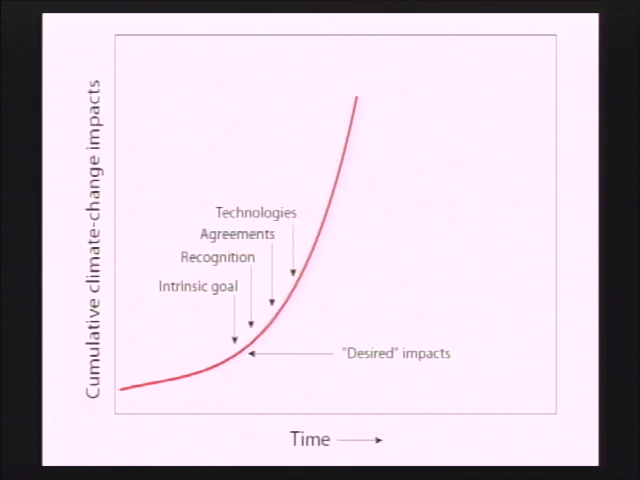 Cumulative climate-change impacts
Technologies
Agreements
Recognition
Intrinsic goal
"Desired" impacts
Time